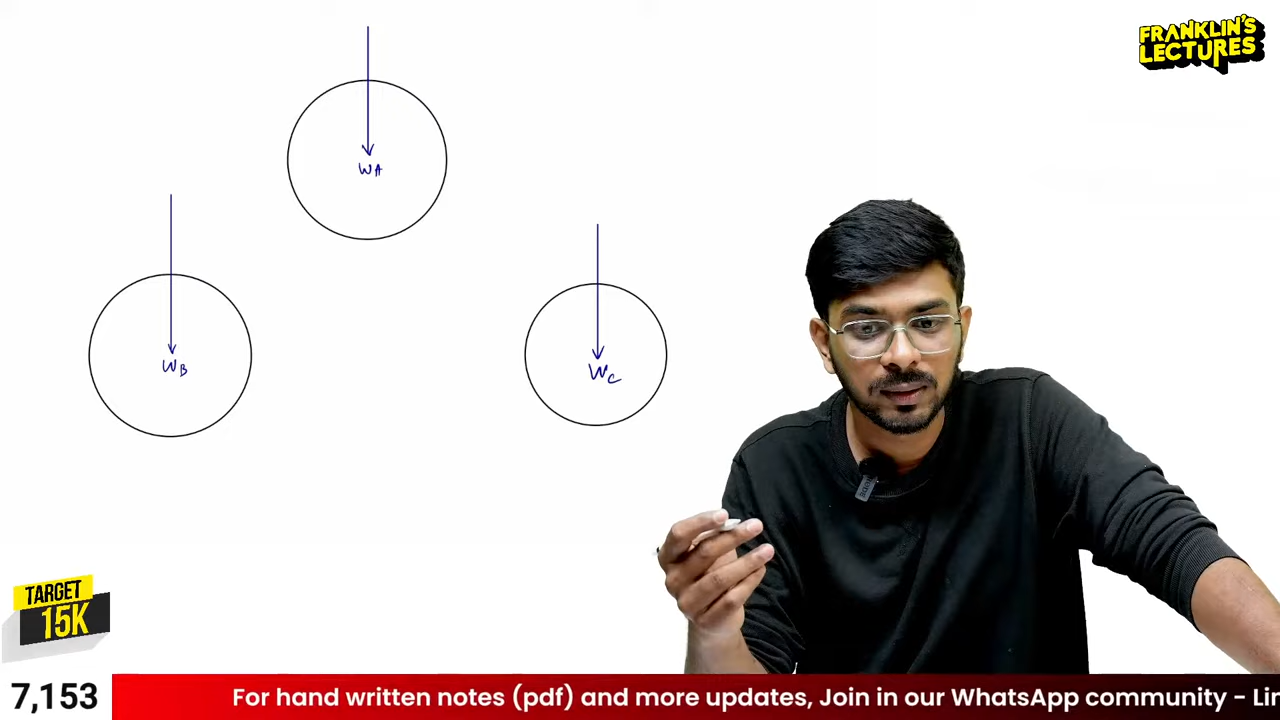 FRANKLIN'S
LECTURES
WA
WB
WC
TARGET
15K
7,153
For hand written notes (pdf) and more updates, Join in our WhatsApp community - Lin